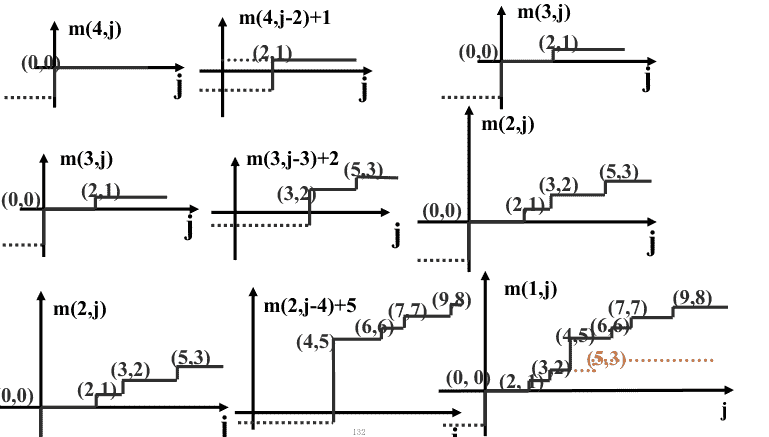 m(4,j)
(0,0)
j
m(4,j-2)+1
(2,1)
j
m(3,j)
(0,0)
(2,1)
j
m(3,j)
(0,0)
(2,1)
j
m(3,j-3)+2
(3,2)
(5,3)
j
m(2,j)
(0,0)
(2,1)
(3,2)
(5,3)
j
m(2,j)
(0,0)
(2,1)
(3,2)
(5,3)
j
m(2,j-4)+5
(4,5)
(6,6)
(7,7)
(9,8)
j
m(1,j)
(0, 0)
(2, 1)
(3,2)
(4,5)
(5,3)
(6,6)
(7,7)
(9,8)
j
132